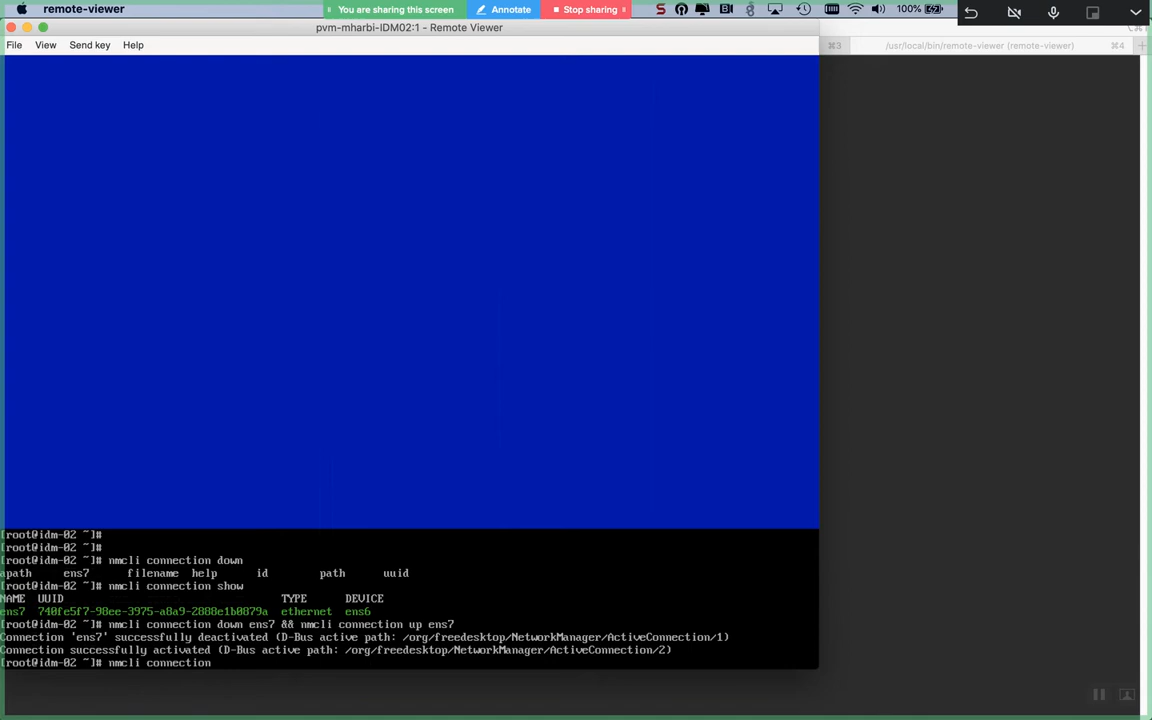 remote-viewer
You are sharing this screen
Annotate
Stop sharing
100%
pvm-mharbi-IDM02:1 - Remote Viewer
File View Send key Help
⌘3
/usr/local/bin/remote-viewer (remote-viewer)
⌘4
[root@idm-02 ~]#
[root@idm-02 ~]#
[root@idm-02 ~]# nmcli connection down
apath ens7 filename help id path uuid
[root@idm-02 ~]# nmcli connection show
NAME UUID TYPE DEVICE
ens7 740fe5f7-98ee-3975-a8a9-2888e1b0879a ethernet ens6
[root@idm-02 ~]# nmcli connection down ens7 && nmcli connection up ens7
Connection 'ens7' successfully deactivated (D-Bus active path: /org/freedesktop/NetworkManager/ActiveConnection/1)
Connection successfully activated (D-Bus active path: /org/freedesktop/NetworkManager/ActiveConnection/2)
[root@idm-02 ~]# nmcli connection